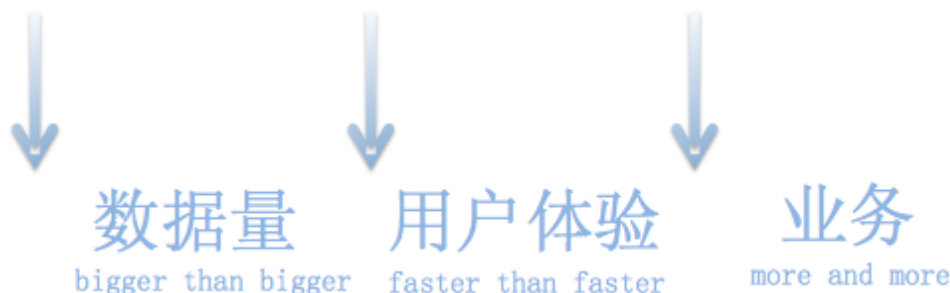 数据量 用户体验 业务
bigger than bigger faster than faster more and more